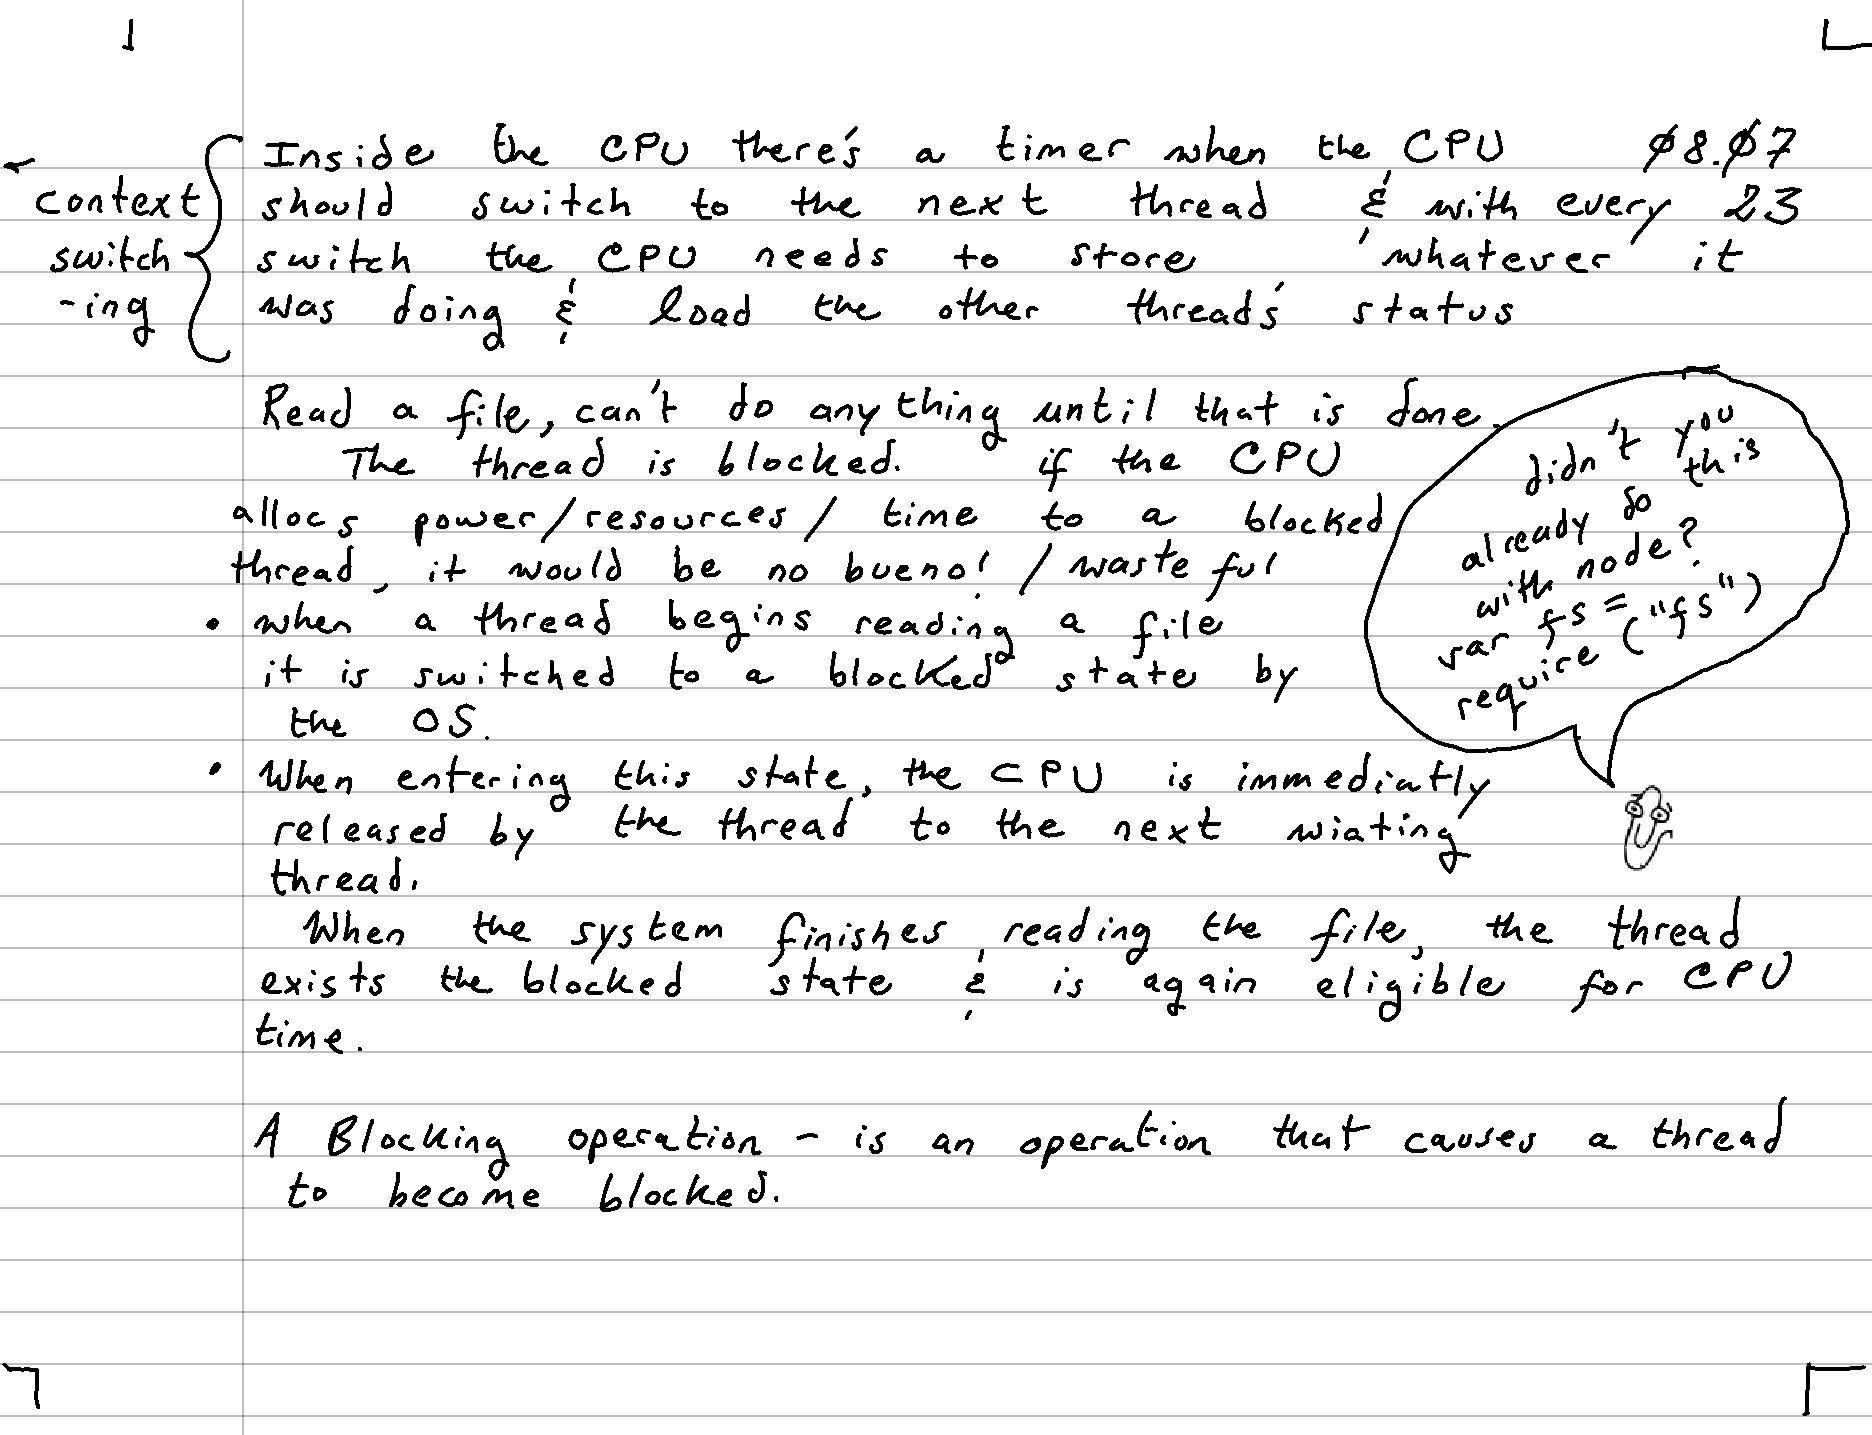 Inside the CPU there's a timer when the CPU ø8.ø7
context should switch to the next thread & with every 23
switch switch the CPU needs to store whatever it
-ing was doing & load the other thread's status
Read a file, can't do anything until that is done.
The thread is blocked. if the CPU
allocs power/resources/ time to a blocked
thread, it would be no bueno! / wasteful
• when a thread begins reading a file
it is switched to a blocked state by
the OS.
• When entering this state, the CPU is immediatly
released by the thread to the next wiating
thread.
When the system finishes reading the file, the thread
exists the blocked state & is again eligible for CPU
time.
A Blocking operation - is an operation that causes a thread
to become blocked.
didn't you
already do this
with node?
var fs =
require ("fs")